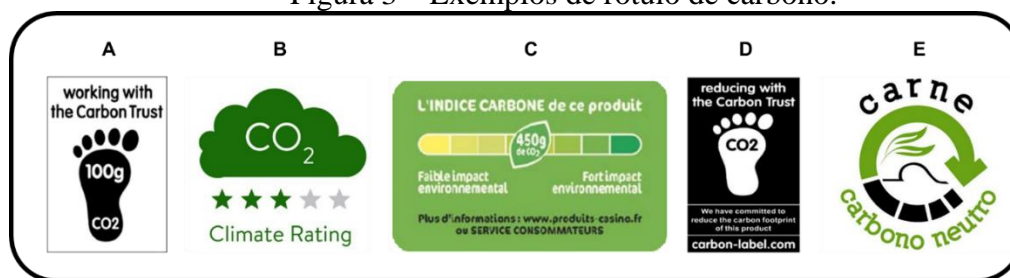 Figura 3 – Exemplos de rótulo de carbono.
A
B
C
D
E
working with
the Carbon Trust
100g
CO2
CO2
Climate Rating
L'INDICE CARBONE de ce produit
450g
de CO2
Faible impact
environnemental
Fort impact
environnemental
Plus d'informations : www.produits-casino.fr
ou SERVICE CONSOMMATEURS
reducing with
the Carbon Trust
CO2
We have committed to
reduce the carbon footprint
of this product
carbon-label.com
carne
carbono neutro